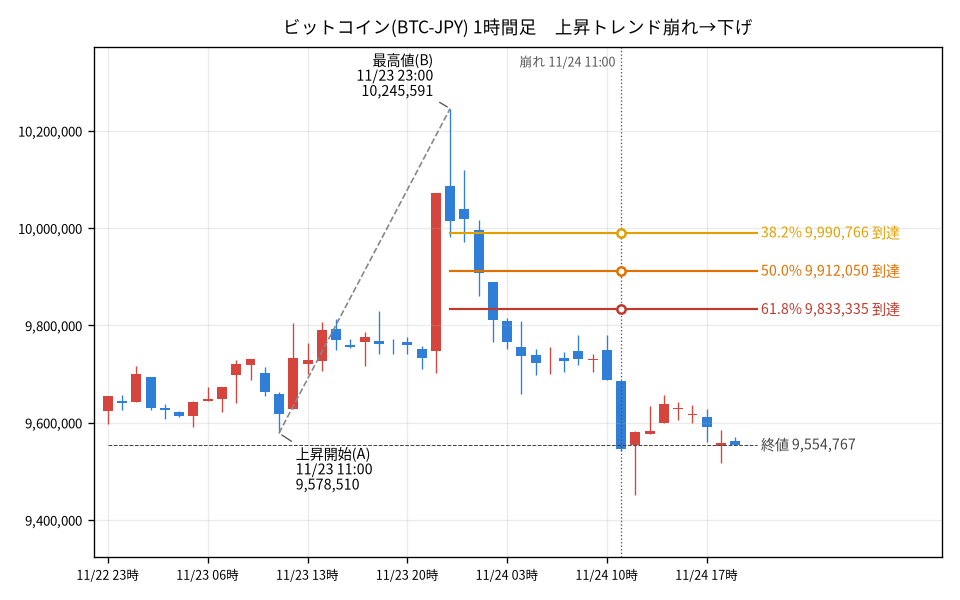 ビットコイン(BTC-JPY) 1時間足　上昇トレンド崩れ→下げ
最高値(B)
11/23 23:00
10,245,591
崩れ 11/24 11:00
10,200,000
10,000,000
9,800,000
9,600,000
9,400,000
38.2% 9,990,766 到達
50.0% 9,912,050 到達
61.8% 9,833,335 到達
終値 9,554,767
上昇開始(A)
11/23 11:00
9,578,510
11/22 23時
11/23 06時
11/23 13時
11/23 20時
11/24 03時
11/24 10時
11/24 17時